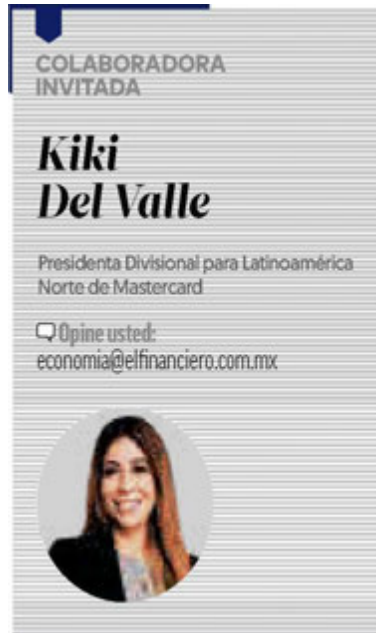 COLABORADORA
INVITADA
Kiki
Del Valle
Presidenta Divisional para Latinoamérica
Norte de Mastercard
Opine usted:
economia@elfinanciero.com.mx